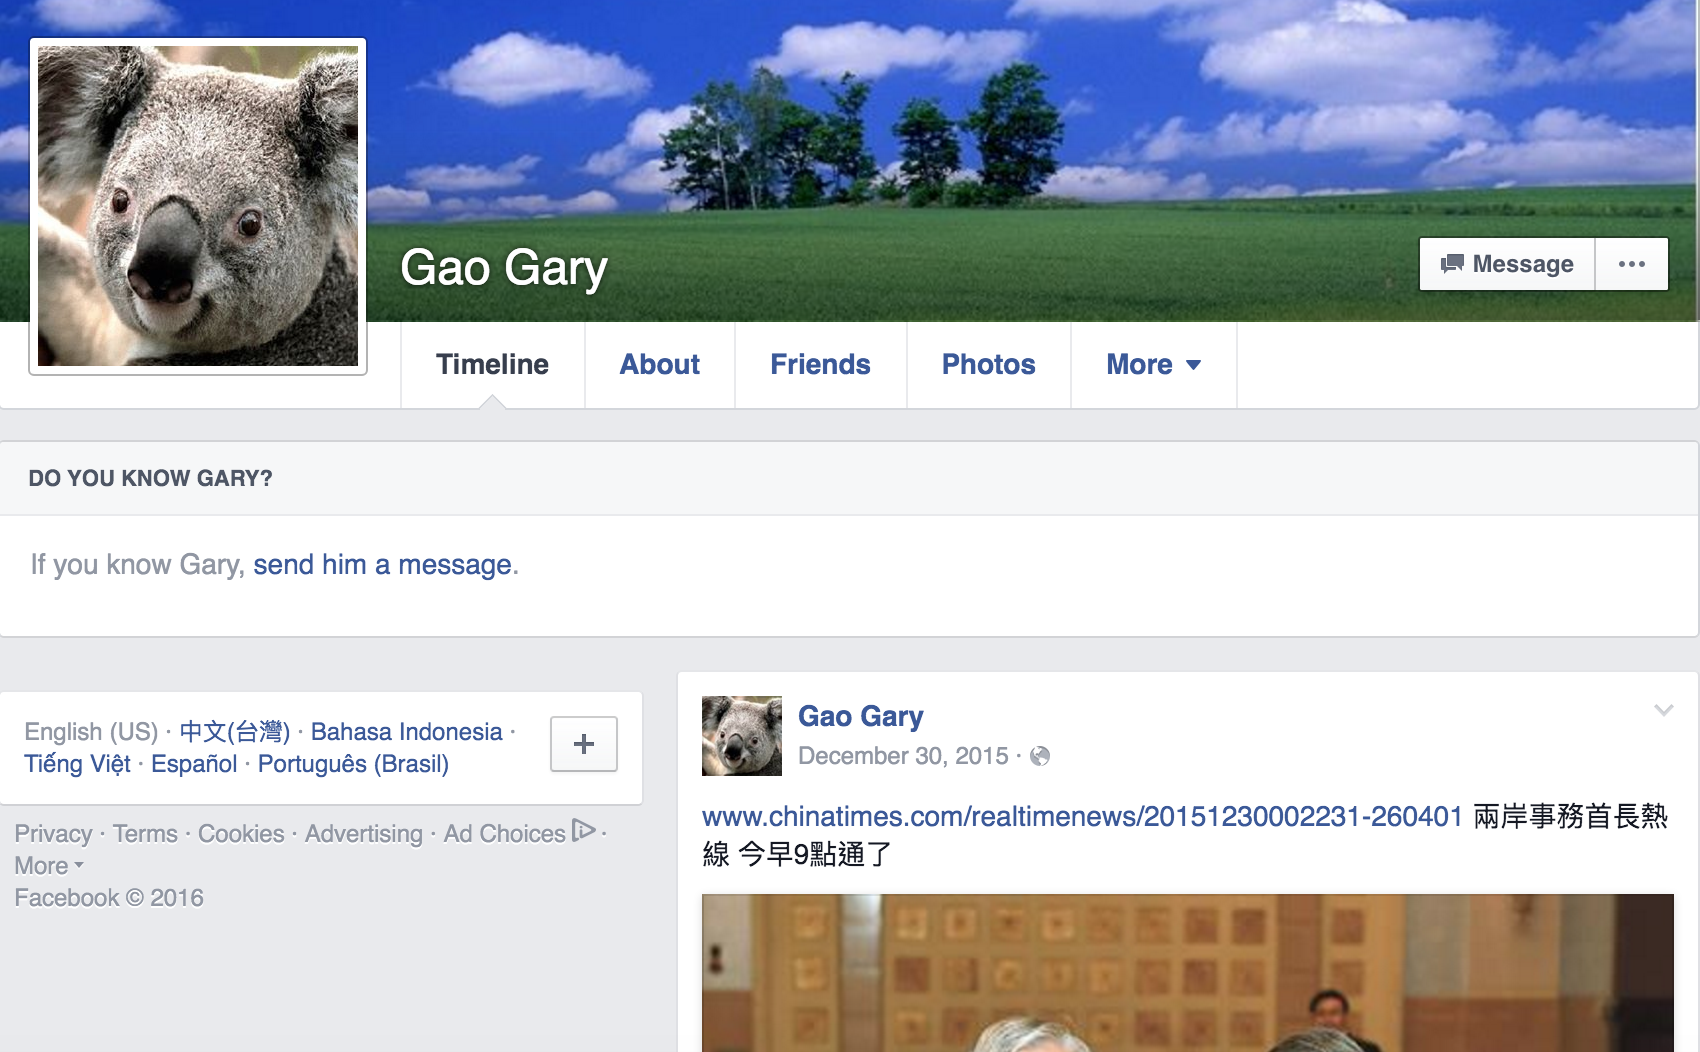 Gao Gary
Message
Timeline
About
Friends
Photos
More
DO YOU KNOW GARY?
If you know Gary, send him a message.
English (US) · 中文(台灣) · Bahasa Indonesia ·
Tiếng Việt · Español · Português (Brasil)
Privacy · Terms · Cookies · Advertising · Ad Choices ·
More
Facebook © 2016
Gao Gary
December 30, 2015 ·
www.chinatimes.com/realtimenews/20151230002231-260401 兩岸事務首長熱
線 今早9點通了